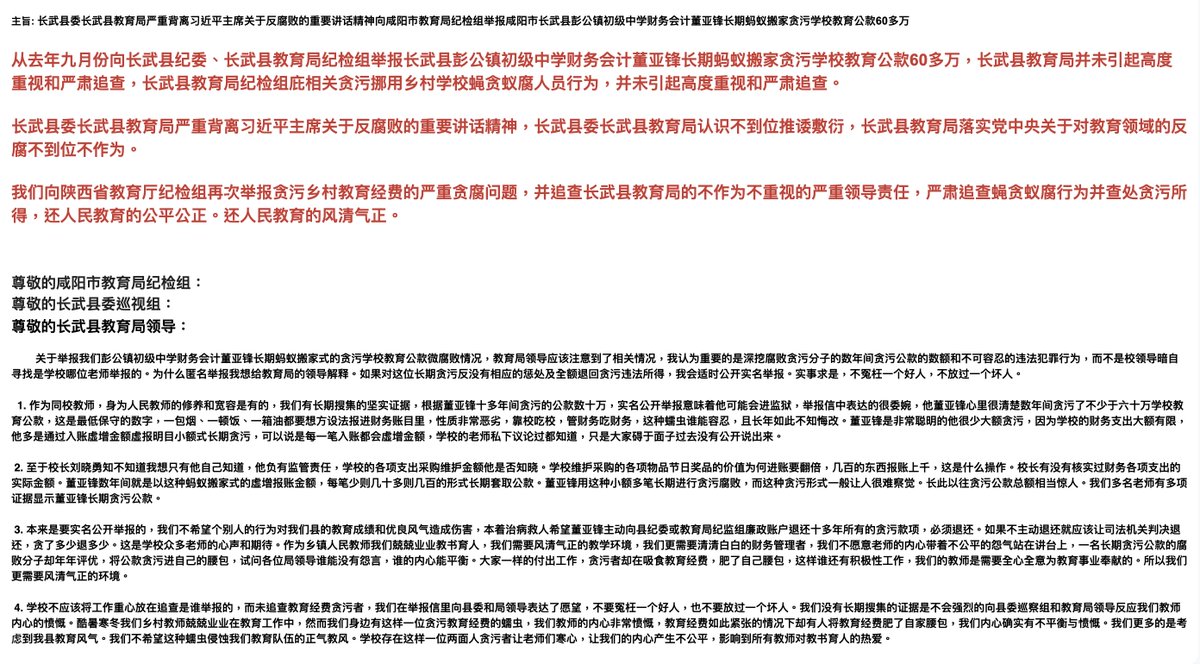 主旨: 长武县委长武县教育局严重背离习近平主席关于反腐败的重要讲话精神向咸阳市教育局纪检组举报咸阳市长武县彭公镇初级中学财务会计董亚锋长期蚂蚁搬家贪污学校教育公款60多万
从去年九月份向长武县纪委、长武县教育局纪检组举报长武县彭公镇初级中学财务会计董亚锋长期蚂蚁搬家贪污学校教育公款60多万，长武县教育局并未引起高度
重视和严肃追查，长武县教育局纪检组庇相关贪污挪用乡村学校蝇贪蚁腐人员行为，并未引起高度重视和严肃追查。
长武县委长武县教育局严重背离习近平主席关于反腐败的重要讲话精神，长武县委长武县教育局认识不到位推诿敷衍，长武县教育局落实党中央关于对教育领域的反
腐不到位不作为。
我们向陕西省教育厅纪检组再次举报贪污乡村教育经费的严重贪腐问题，并追查长武县教育局的不作为不重视的严重领导责任，严肃追查蝇贪蚁腐行为并查处贪污所
得，还人民教育的公平公正。还人民教育的风清气正。
尊敬的咸阳市教育局纪检组：
尊敬的长武县委巡视组：
尊敬的长武县教育局领导：
关于举报我们彭公镇初级中学财务会计董亚锋长期蚂蚁搬家式的贪污学校教育公款微腐败情况，教育局领导应该注意到了相关情况，我认为重要的是深挖腐败贪污分子的数年间贪污公款的数额和不可容忍的违法犯罪行为，而不是校领导暗自
寻找是学校哪位老师举报的。为什么匿名举报我想给教育局的领导解释。如果对这位长期贪污反没有相应的惩处及全额退回贪污违法所得，我会适时公开实名举报。实事求是，不冤枉一个好人，不放过一个坏人。
1. 作为同校教师，身为人民教师的修养和宽容是有的，我们有长期搜集的坚实证据，根据董亚锋十多年间贪污的公款数十万，实名公开举报意味着他可能会进监狱，举报信中表达的很委婉，他董亚锋心里很清楚数年间贪污了不少于六十万学校教
育公款，这是最低保守的数字，一包烟、一顿饭、一箱油都要想方设法报进财务账目里，性质非常恶劣，靠校吃校，管财务吃财务，这种蠕虫谁能容忍，且长年如此不知悔改。董亚锋是非常聪明的他很少大额贪污，因为学校的财务支出大额有限，
他多是通过入账虚增金额虚报明目小额式长期贪污，可以说是每一笔入账都会虚增金额，学校的老师私下议论过都知道，只是大家碍于面子过去没有公开说出来。
2. 至于校长刘晓勇知不知道我想只有他自己知道，他负有监管责任，学校的各项支出采购维护金额他是否知晓。学校维护采购的各项物品节日奖品的价值为何进账要翻倍，几百的东西报账上千，这是什么操作。校长有没有核实过财务各项支出的
实际金额。董亚锋数年间就是以这种蚂蚁搬家式的虚增报账金额，每笔少则几十多则几百的形式长期套取公款。董亚锋用这种小额多笔长期进行贪污腐败，而这种贪污形式一般让人很难察觉。长此以往贪污公款总额相当惊人。我们多名老师有多项
证据显示董亚锋长期贪污公款。
3. 本来是要实名公开举报的，我们不希望个别人的行为对我们县的教育成绩和优良风气造成伤害，本着治病救人希望董亚锋主动向县纪委或教育局纪监组廉政账户退还十多年所有的贪污款项，必须退还。如果不主动退还就应该让司法机关判决退
还，贪了多少退多少。这是学校众多老师的心声和期待。作为乡镇人民教师我们兢兢业业教书育人，我们需要风清气正的教学环境，我们更需要清清白白的财务管理者，我们不愿意老师的内心带着不公平的怨气站在讲台上，一名长期贪污公款的腐
败分子却年年评优，将公款贪污进自己的腰包，试问各位局领导谁能没有怨言，谁的内心能平衡。大家一样的付出工作，贪污者却在吸食教育经费，肥了自己腰包，这样谁还有积极性工作，我们的教师是需要全心全意为教育事业奉献的。所以我们
更需要风清气正的环境。
4. 学校不应该将工作重心放在追查是谁举报的，而未追查教育经费贪污者，我们在举报信里向县委和局领导表达了愿望，不要冤枉一个好人，也不要放过一个坏人。我们没有长期搜集的证据是不会强烈的向县委巡察组和教育局领导反应我们教师
内心的愤慨。酷暑寒冬我们乡村教师兢兢业业在教育工作中，然而我们身边有这样一位贪污教育经费的蠕虫，我们教师的内心非常愤慨，教育经费如此紧张的情况下却有人将教育经费肥了自家腰包，我们内心确实有不平衡与愤慨。我们更多的是考
虑到我县教育风气。我们不希望这种蠕虫侵蚀我们教育队伍的正气教风。学校存在这样一位两面人贪污者让老师们寒心，让我们的内心产生不公平，影响到所有教师对教书育人的热爱。